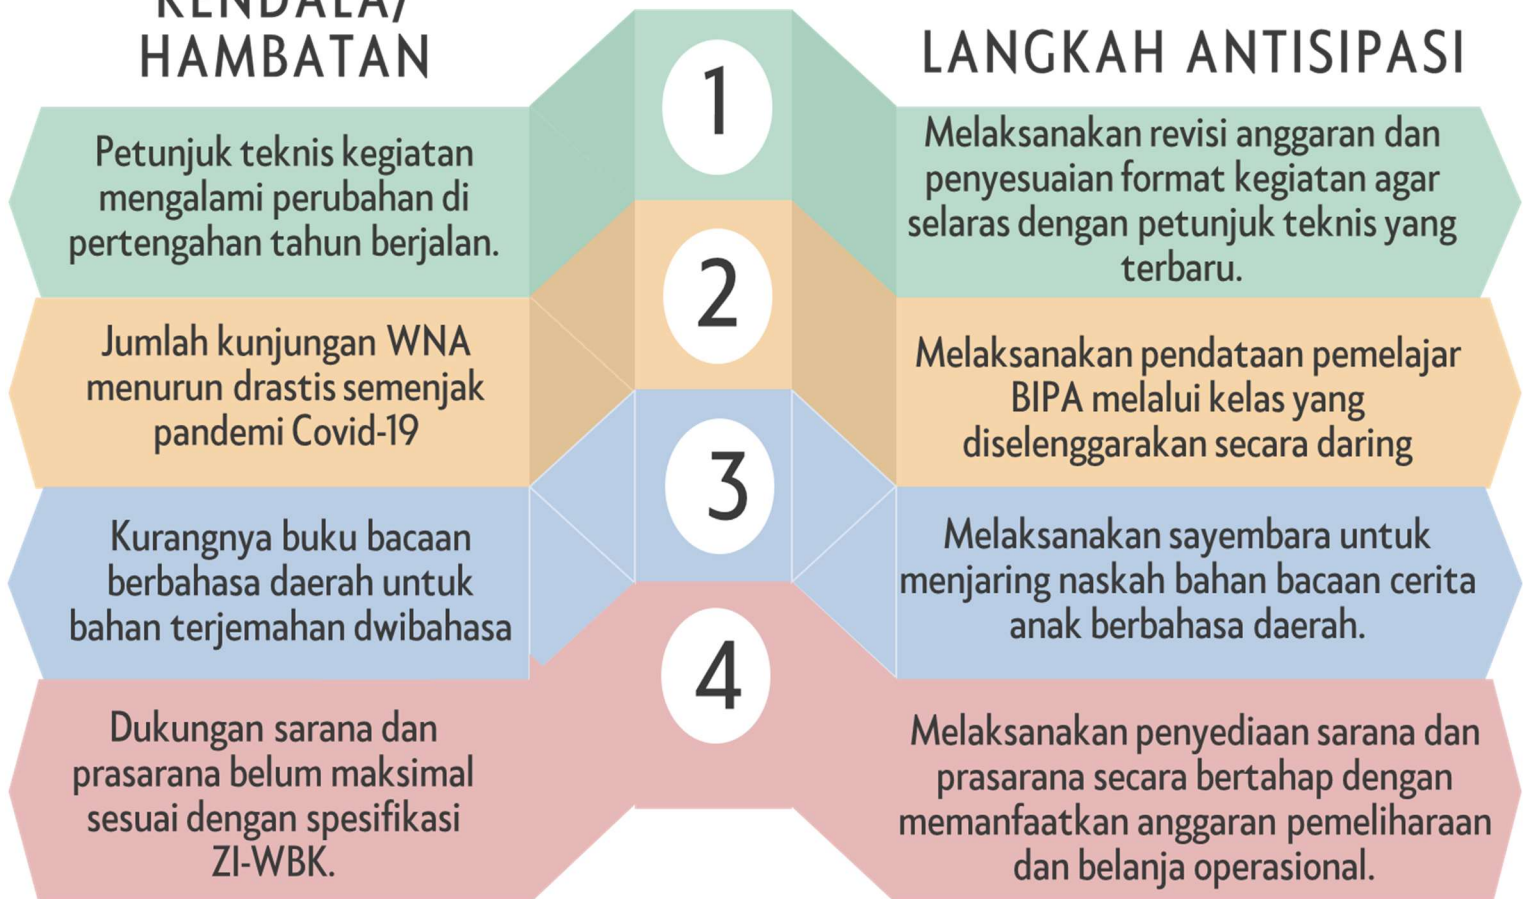 KENDALA/
HAMBATAN
LANGKAH ANTISIPASI
1
Petunjuk teknis kegiatan
mengalami perubahan di
pertengahan tahun berjalan.
Melaksanakan revisi anggaran dan
penyesuaian format kegiatan agar
selaras dengan petunjuk teknis yang
terbaru.
2
Jumlah kunjungan WNA
menurun drastis semenjak
pandemi Covid-19
Melaksanakan pendataan pemelajar
BIPA melalui kelas yang
diselenggarakan secara daring
3
Kurangnya buku bacaan
berbahasa daerah untuk
bahan terjemahan dwibahasa
Melaksanakan sayembara untuk
menjaring naskah bahan bacaan cerita
anak berbahasa daerah.
4
Dukungan sarana dan
prasarana belum maksimal
sesuai dengan spesifikasi
ZI-WBK.
Melaksanakan penyediaan sarana dan
prasarana secara bertahap dengan
memanfaatkan anggaran pemeliharaan
dan belanja operasional.